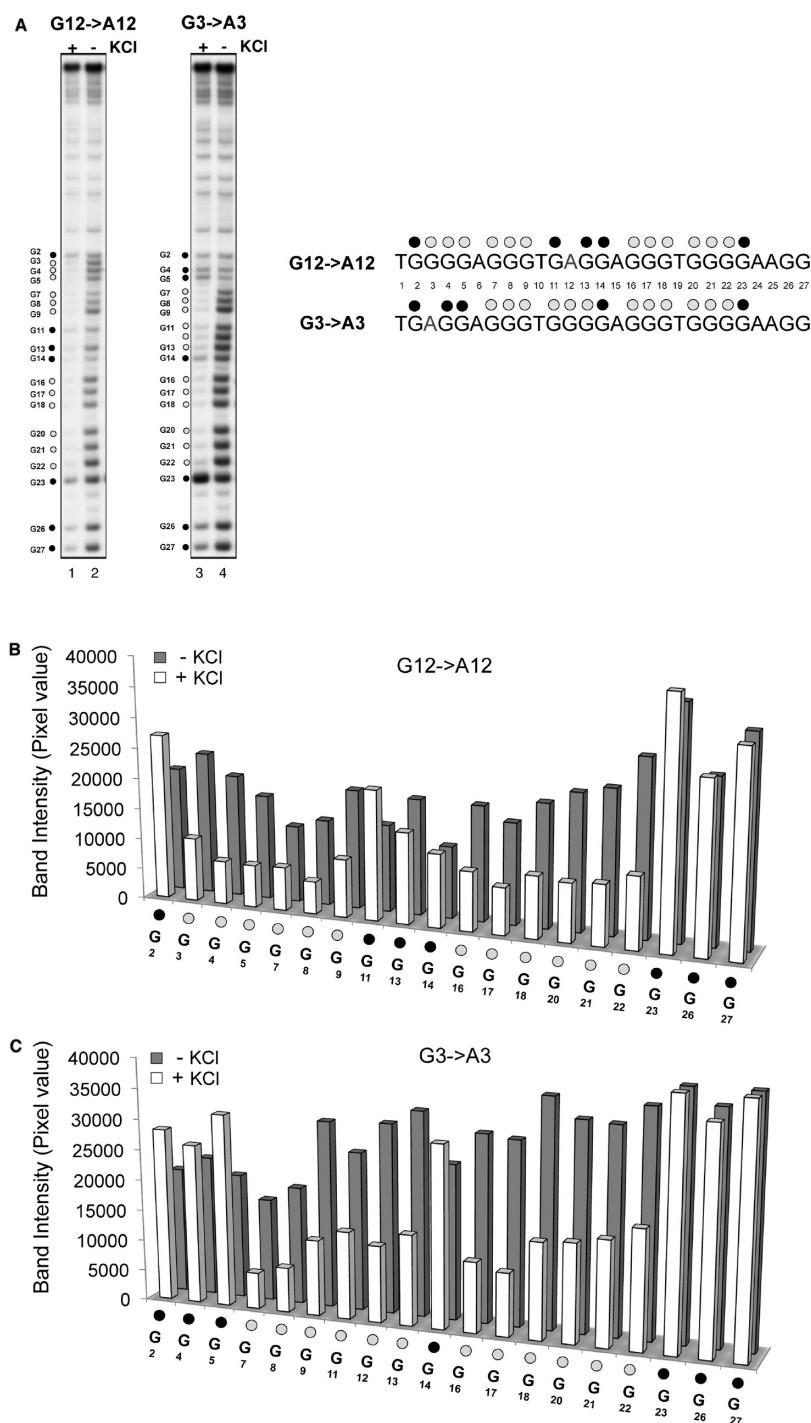 A
G12->A12 G3->A3
+ - KCl + - KCl
G2 G2
G3
G4 G4
G5 G5
G7 G7
G8 G8
G9 G9
G11 G11
G13 G13
G14 G14
G16 G16
G17 G17
G18 G18
G20 G20
G21 G21
G22 G22
G23 G23
G26 G26
G27 G27
1 2 3 4
G12->A12 TGGGGAGGGTGAGGAGGGTGGGGAAGG
1 2 3 4 5 6 7 8 9 10 11 12 13 14 15 16 17 18 19 20 21 22 23 24 25 26 27
G3->A3 TGAGGAGGGTGGGGAGGGTGGGGAAGG
B
G12->A12
- KCl
+ KCl
Band Intensity (Pixel value)
40000
35000
30000
25000
20000
15000
10000
5000
0
G G G G G G G G G G G G G G G G G G G
2 3 4 5 7 8 9 11 13 14 16 17 18 20 21 22 23 26 27
C
G3->A3
- KCl
+ KCl
Band Intensity (Pixel value)
40000
35000
30000
25000
20000
15000
10000
5000
0
G G G G G G G G G G G G G G G G G G G
2 4 5 7 8 9 11 12 13 14 16 17 18 20 21 22 23 26 27